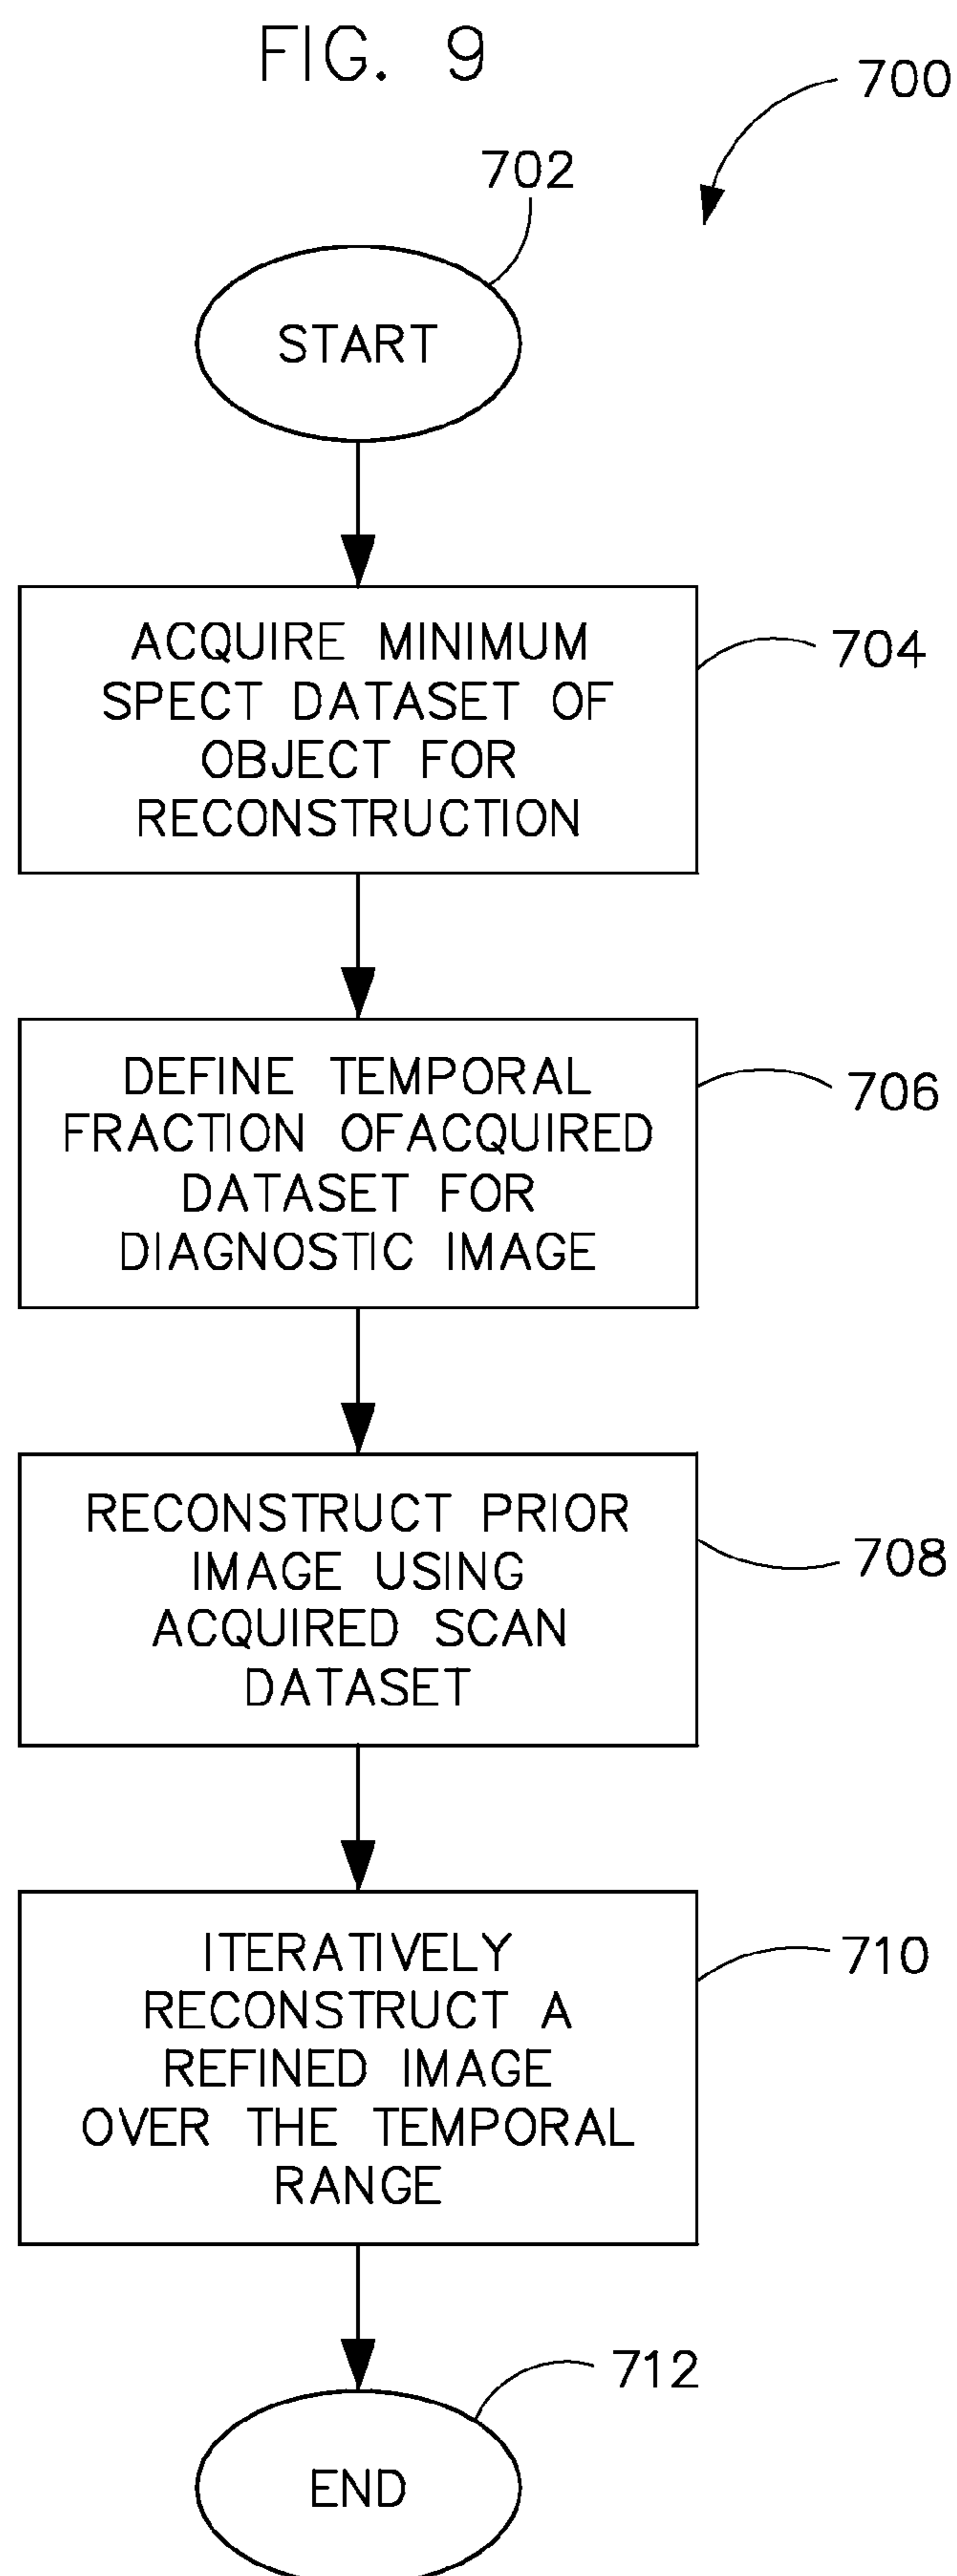 FIG. 9
700
702
START
ACQUIRE MINIMUM
SPECT DATASET OF
OBJECT FOR
RECONSTRUCTION
704
DEFINE TEMPORAL
FRACTION OFACQUIRED
DATASET FOR
DIAGNOSTIC IMAGE
706
RECONSTRUCT PRIOR
IMAGE USING
ACQUIRED SCAN
DATASET
708
ITERATIVELY
RECONSTRUCT A
REFINED IMAGE
OVER THE TEMPORAL
RANGE
710
712
END